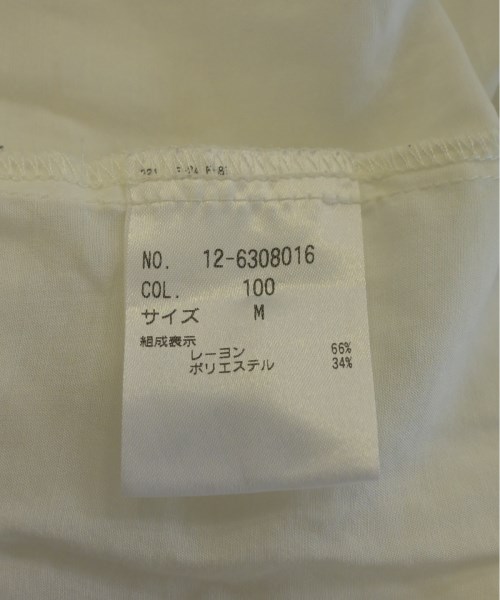 NO. 12-6308016
COL. 100
サイズ M
組成表示
レーヨン 66%
ポリエステル 34%